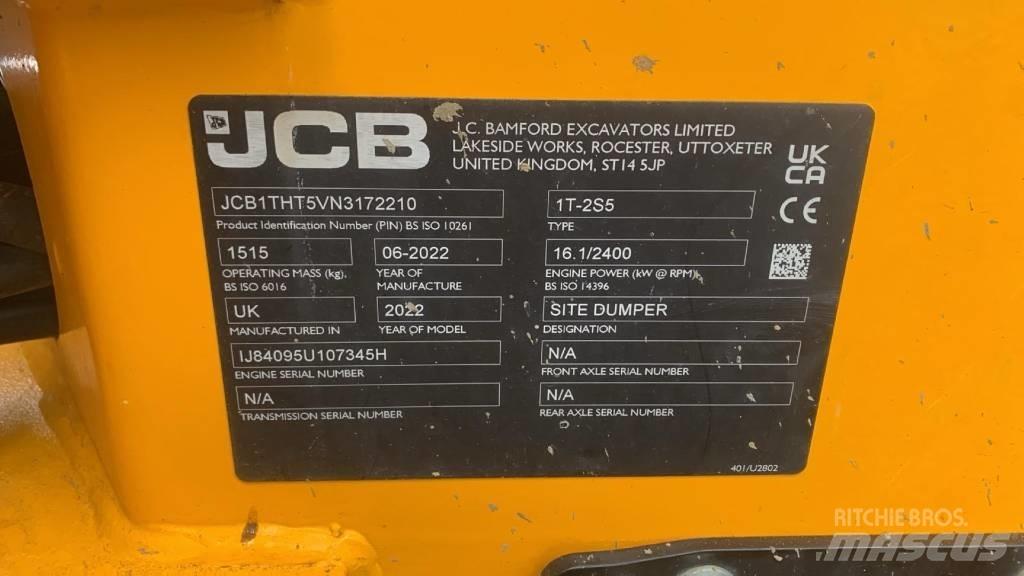 JCB
J.C. BAMFORD EXCAVATORS LIMITED
LAKESIDE WORKS, ROCESTER, UTTOXETER
UNITED KINGDOM, ST14 5JP
UK
CA
CE
JCB1THT5VN3172210
Product Identification Number (PIN) BS ISO 10261
1T-2S5
TYPE
1515
OPERATING MASS (kg).
BS ISO 6016
06-2022
YEAR OF
MANUFACTURE
16.1/2400
ENGINE POWER (kW @ RPM)
BS ISO 14396
UK
MANUFACTURED IN
2022
YEAR OF MODEL
SITE DUMPER
DESIGNATION
IJ84095U107345H
ENGINE SERIAL NUMBER
N/A
FRONT AXLE SERIAL NUMBER
N/A
TRANSMISSION SERIAL NUMBER
N/A
REAR AXLE SERIAL NUMBER
401/U2802
RITCHIE BROS.
MASCUS